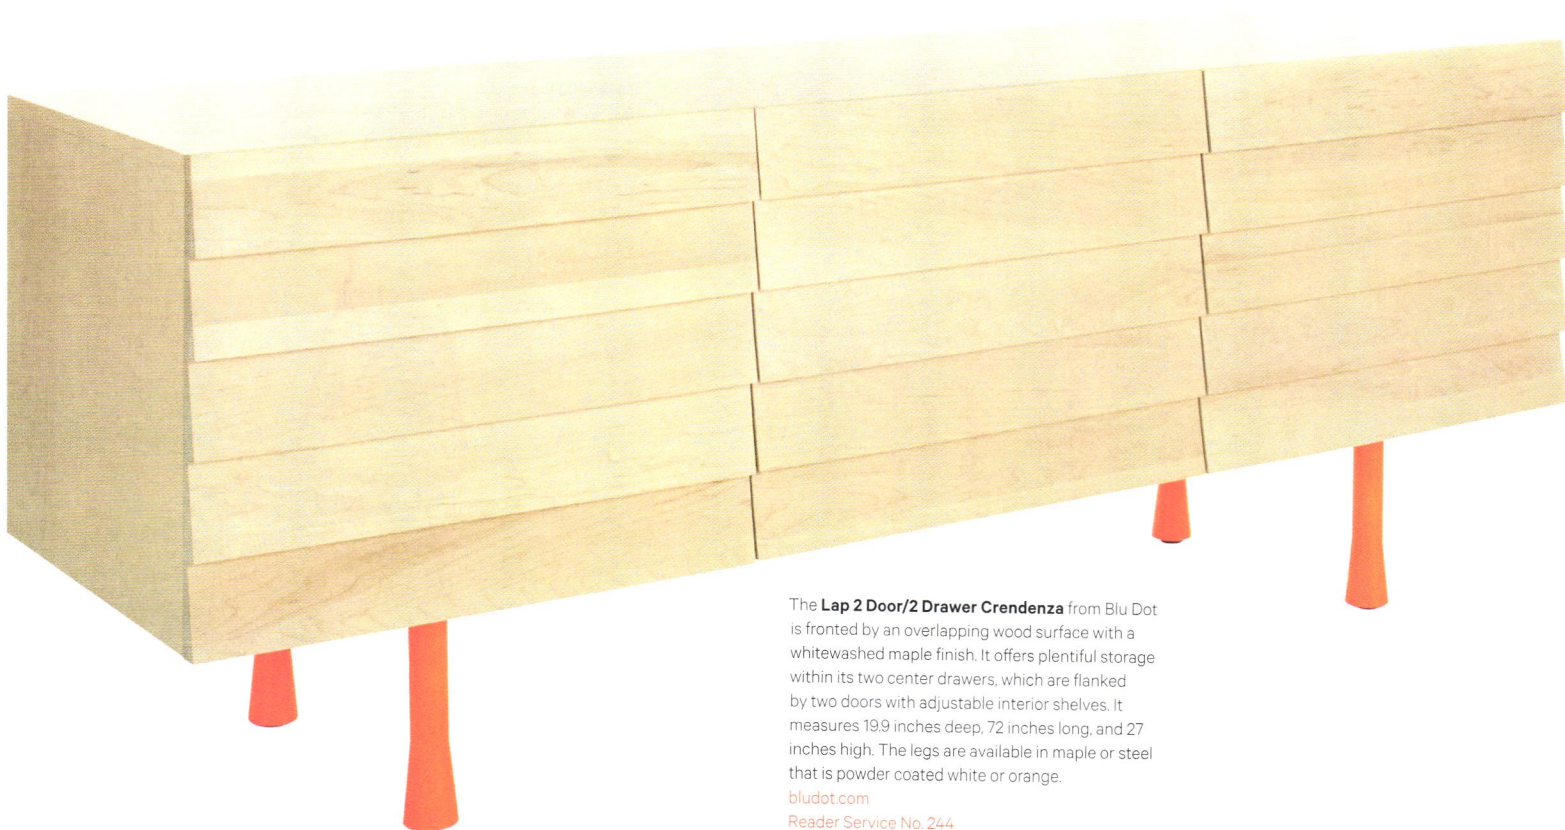 The Lap 2 Door/2 Drawer Crendenza from Blu Dot
is fronted by an overlapping wood surface with a
whitewashed maple finish. It offers plentiful storage
within its two center drawers, which are flanked
by two doors with adjustable interior shelves. It
measures 19.9 inches deep, 72 inches long, and 27
inches high. The legs are available in maple or steel
that is powder coated white or orange.
bludot.com
Reader Service No. 244